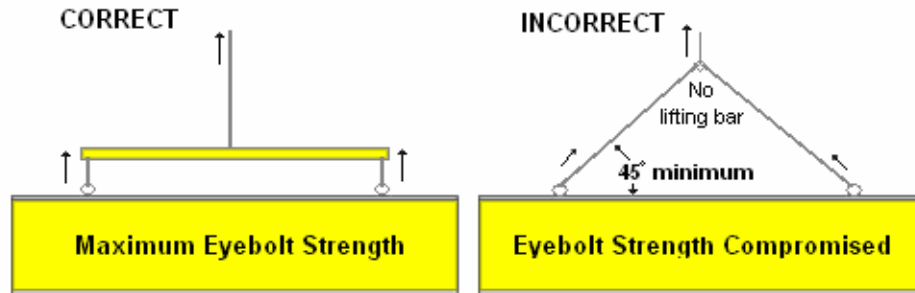 CORRECT
Maximum Eyebolt Strength
INCORRECT
No
lifting bar
45° minimum
Eyebolt Strength Compromised